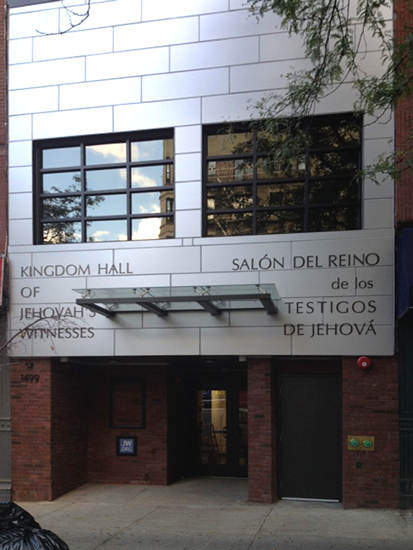 KINGDOM HALL
OF
JEHOVAH'S
WITNESSES
SALÓN DEL REINO
de los
TESTIGOS
DE JEHOVÁ
1499
JW
.ORG